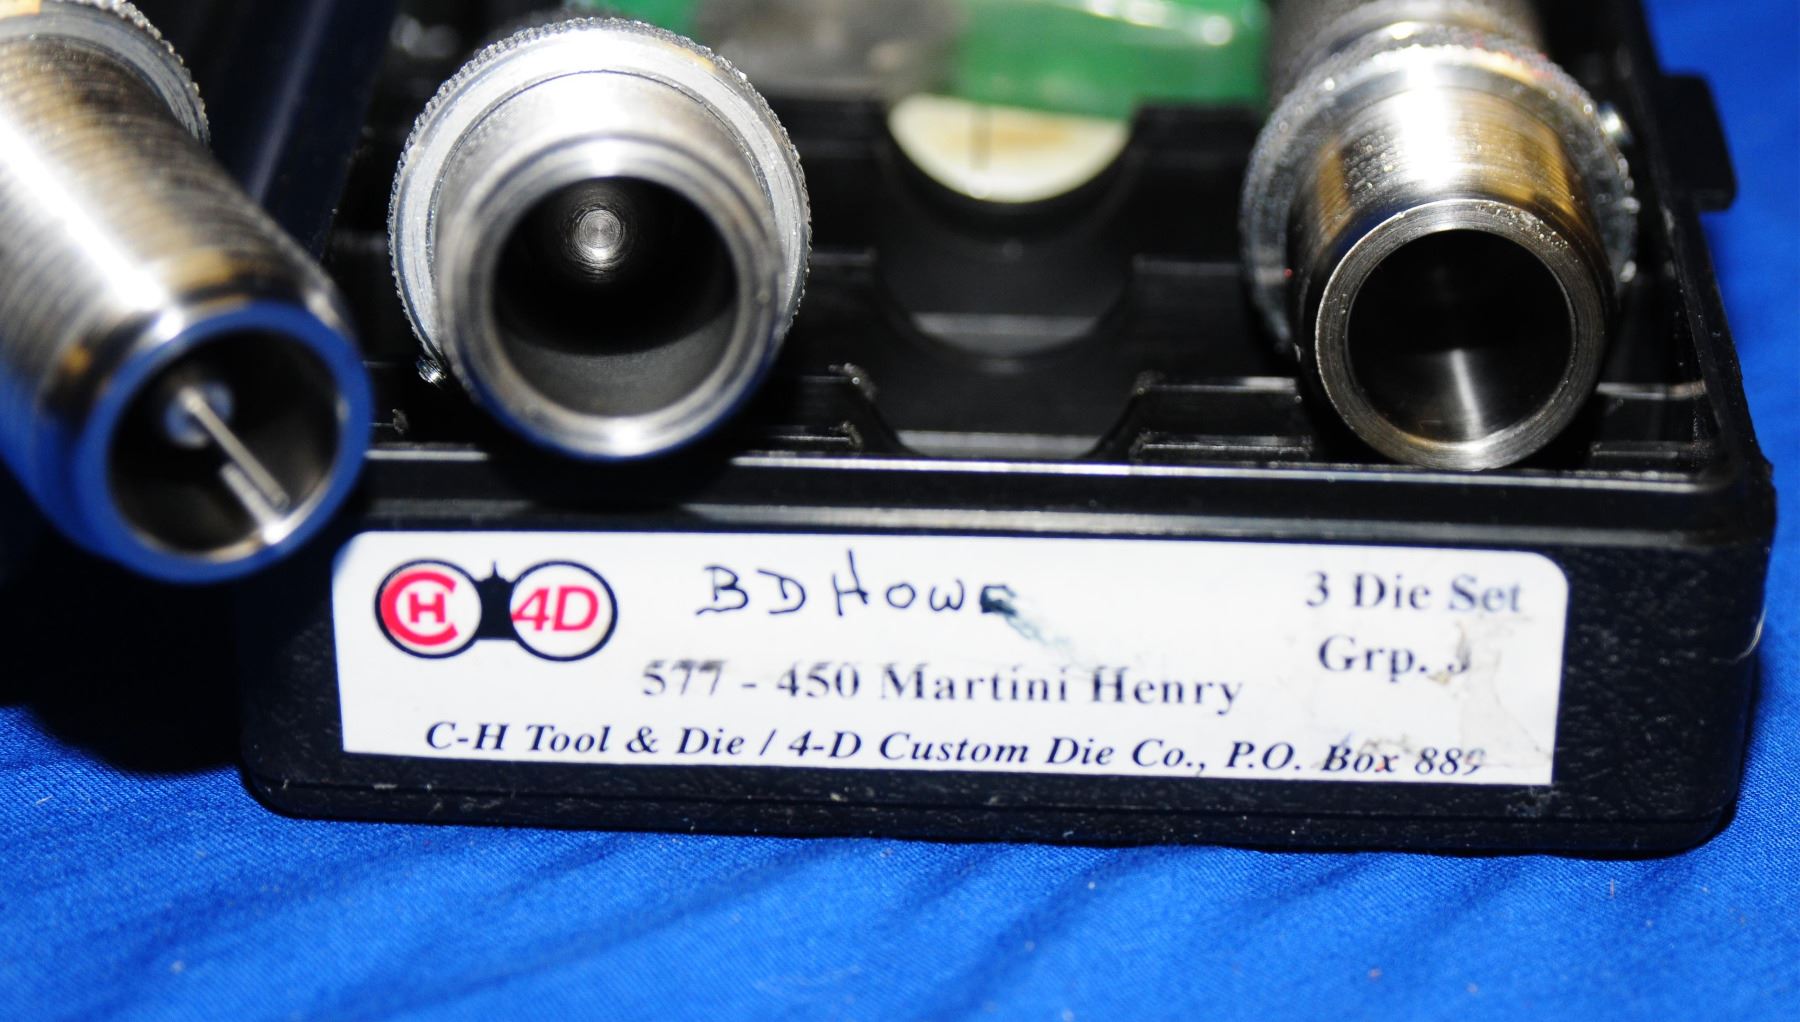 CH 4D
BD HOWE
3 Die Set
Grp. J
577 - 450 Martini Henry
C-H Tool & Die / 4-D Custom Die Co., P.O. Box 889